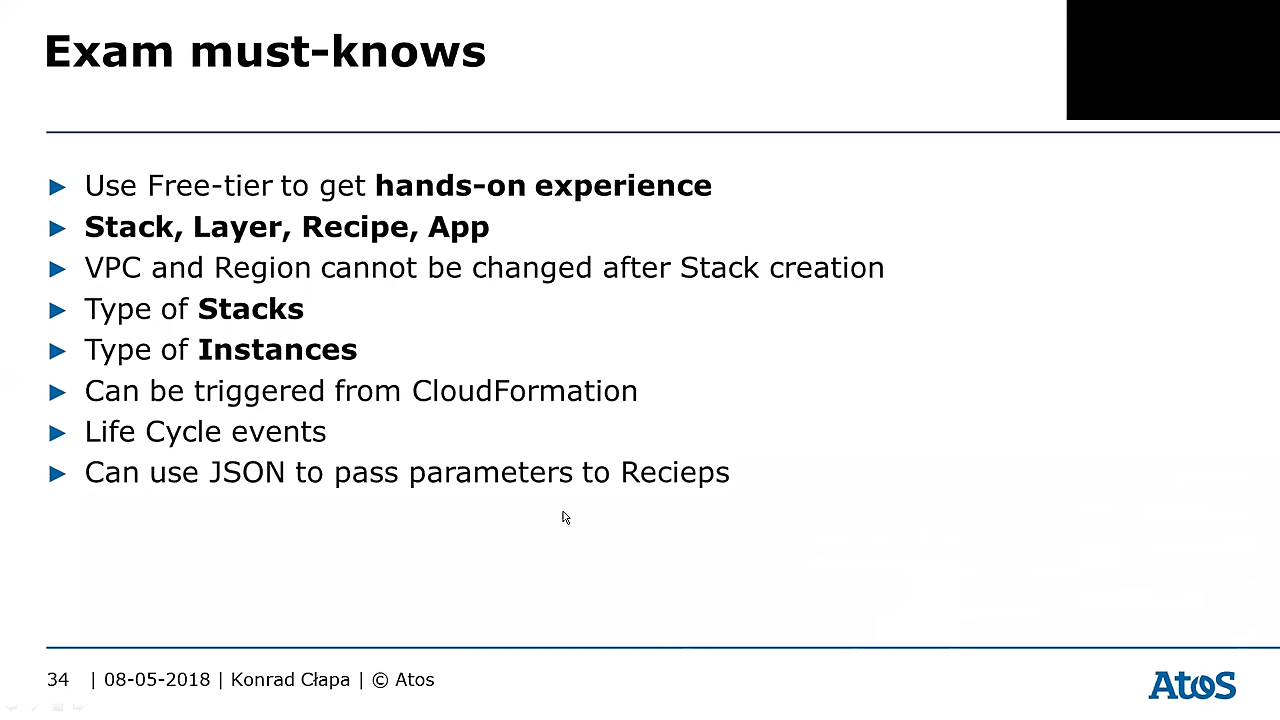 Exam must-knows
Use Free-tier to get hands-on experience
Stack, Layer, Recipe, App
VPC and Region cannot be changed after Stack creation
Type of Stacks
Type of Instances
Can be triggered from CloudFormation
Life Cycle events
Can use JSON to pass parameters to Recieps
34 | 08-05-2018 | Konrad Cłapa | © Atos
Atos